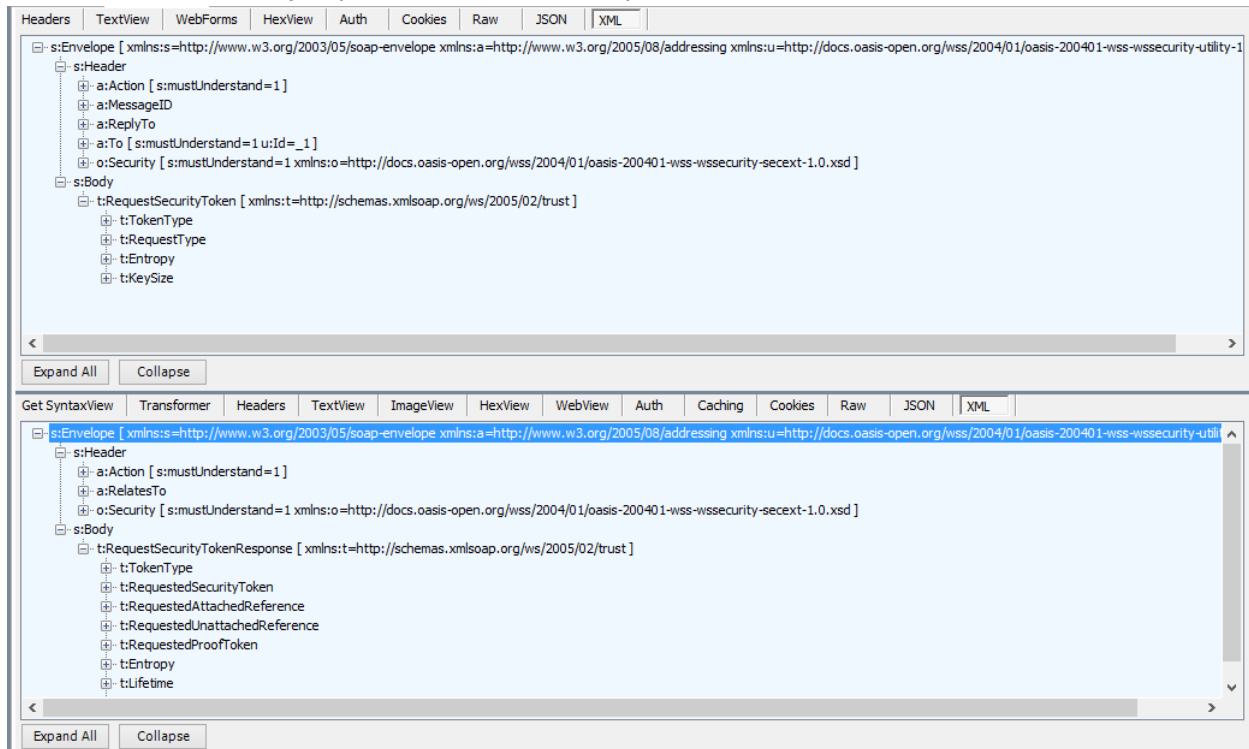 Headers TextView WebForms HexView Auth Cookies Raw JSON XML
s:Envelope [ xmlns:s=http://www.w3.org/2003/05/soap-envelope xmlns:a=http://www.w3.org/2005/08/addressing xmlns:u=http://docs.oasis-open.org/wss/2004/01/oasis-200401-wss-wssecurity-utility-1
s:Header
a:Action [ s:mustUnderstand=1 ]
a:MessageID
a:ReplyTo
a:To [ s:mustUnderstand=1 u:Id=_1 ]
o:Security [ s:mustUnderstand=1 xmlns:o=http://docs.oasis-open.org/wss/2004/01/oasis-200401-wss-wssecurity-secext-1.0.xsd ]
s:Body
t:RequestSecurityToken [ xmlns:t=http://schemas.xmlsoap.org/ws/2005/02/trust ]
t:TokenType
t:RequestType
t:Entropy
t:KeySize
Expand All Collapse
Get SyntaxView Transformer Headers TextView ImageView HexView WebView Auth Caching Cookies Raw JSON XML
s:Envelope [ xmlns:s=http://www.w3.org/2003/05/soap-envelope xmlns:a=http://www.w3.org/2005/08/addressing xmlns:u=http://docs.oasis-open.org/wss/2004/01/oasis-200401-wss-wssecurity-utilit
s:Header
a:Action [ s:mustUnderstand=1 ]
a:RelatesTo
o:Security [ s:mustUnderstand=1 xmlns:o=http://docs.oasis-open.org/wss/2004/01/oasis-200401-wss-wssecurity-secext-1.0.xsd ]
s:Body
t:RequestSecurityTokenResponse [ xmlns:t=http://schemas.xmlsoap.org/ws/2005/02/trust ]
t:TokenType
t:RequestedSecurityToken
t:RequestedAttachedReference
t:RequestedUnattachedReference
t:RequestedProofToken
t:Entropy
t:Lifetime
Expand All Collapse